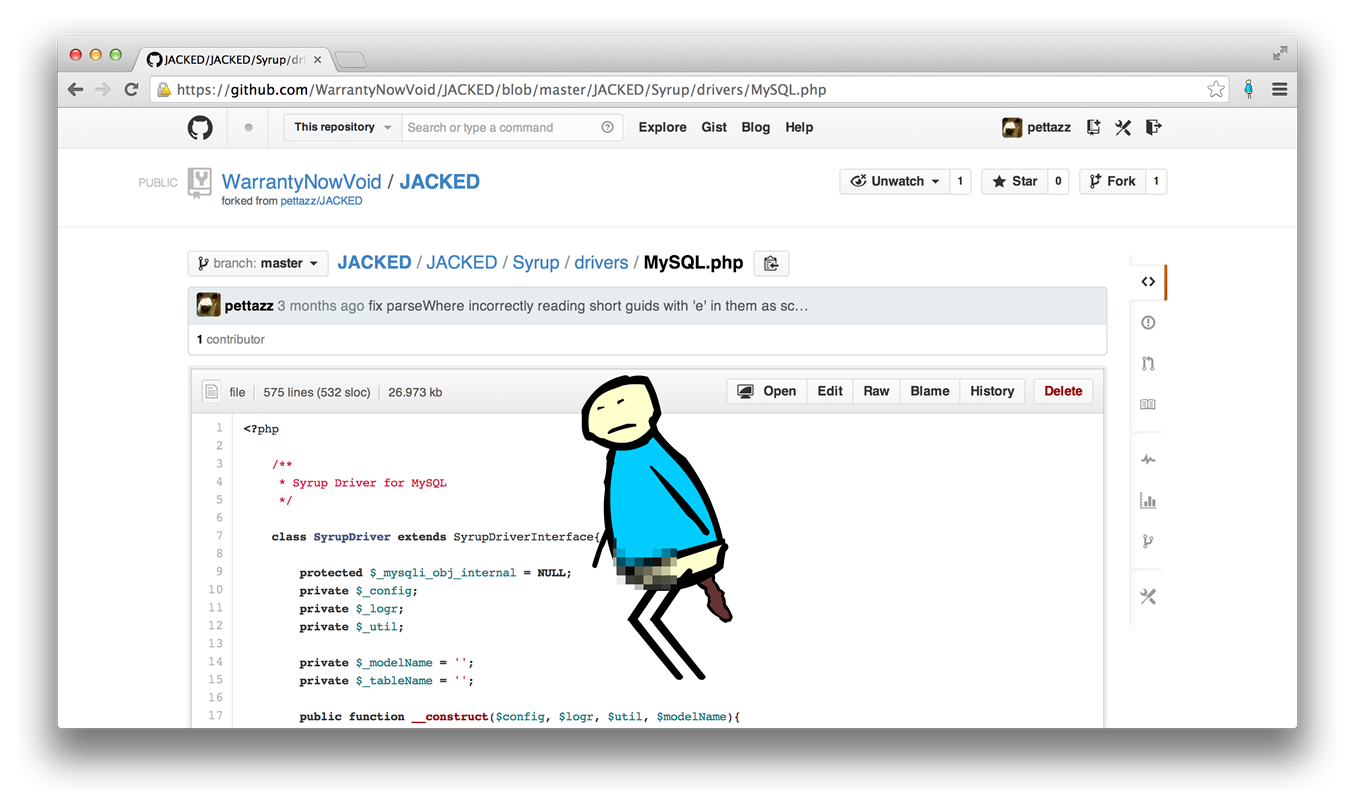 JACKED/JACKED/Syrup/dri
https://github.com/WarrantyNowVoid/JACKED/blob/master/JACKED/Syrup/drivers/MySQL.php
This repository Search or type a command Explore Gist Blog Help pettazz
PUBLIC WarrantyNowVoid / JACKED Unwatch 1 Star 0 Fork 1
forked from pettazz/JACKED
branch: master JACKED / JACKED / Syrup / drivers / MySQL.php
pettazz 3 months ago fix parseWhere incorrectly reading short guids with 'e' in them as sc…
1 contributor
file 575 lines (532 sloc) 26.973 kb Open Edit Raw Blame History Delete
1 <?php
2
3 /**
4 * Syrup Driver for MySQL
5 */
6
7 class SyrupDriver extends SyrupDriverInterface{
8
9 protected $_mysqli_obj_internal = NULL;
10 private $_config;
11 private $_logr;
12 private $_util;
13
14 private $_modelName = '';
15 private $_tableName = '';
16
17 public function __construct($config, $logr, $util, $modelName){